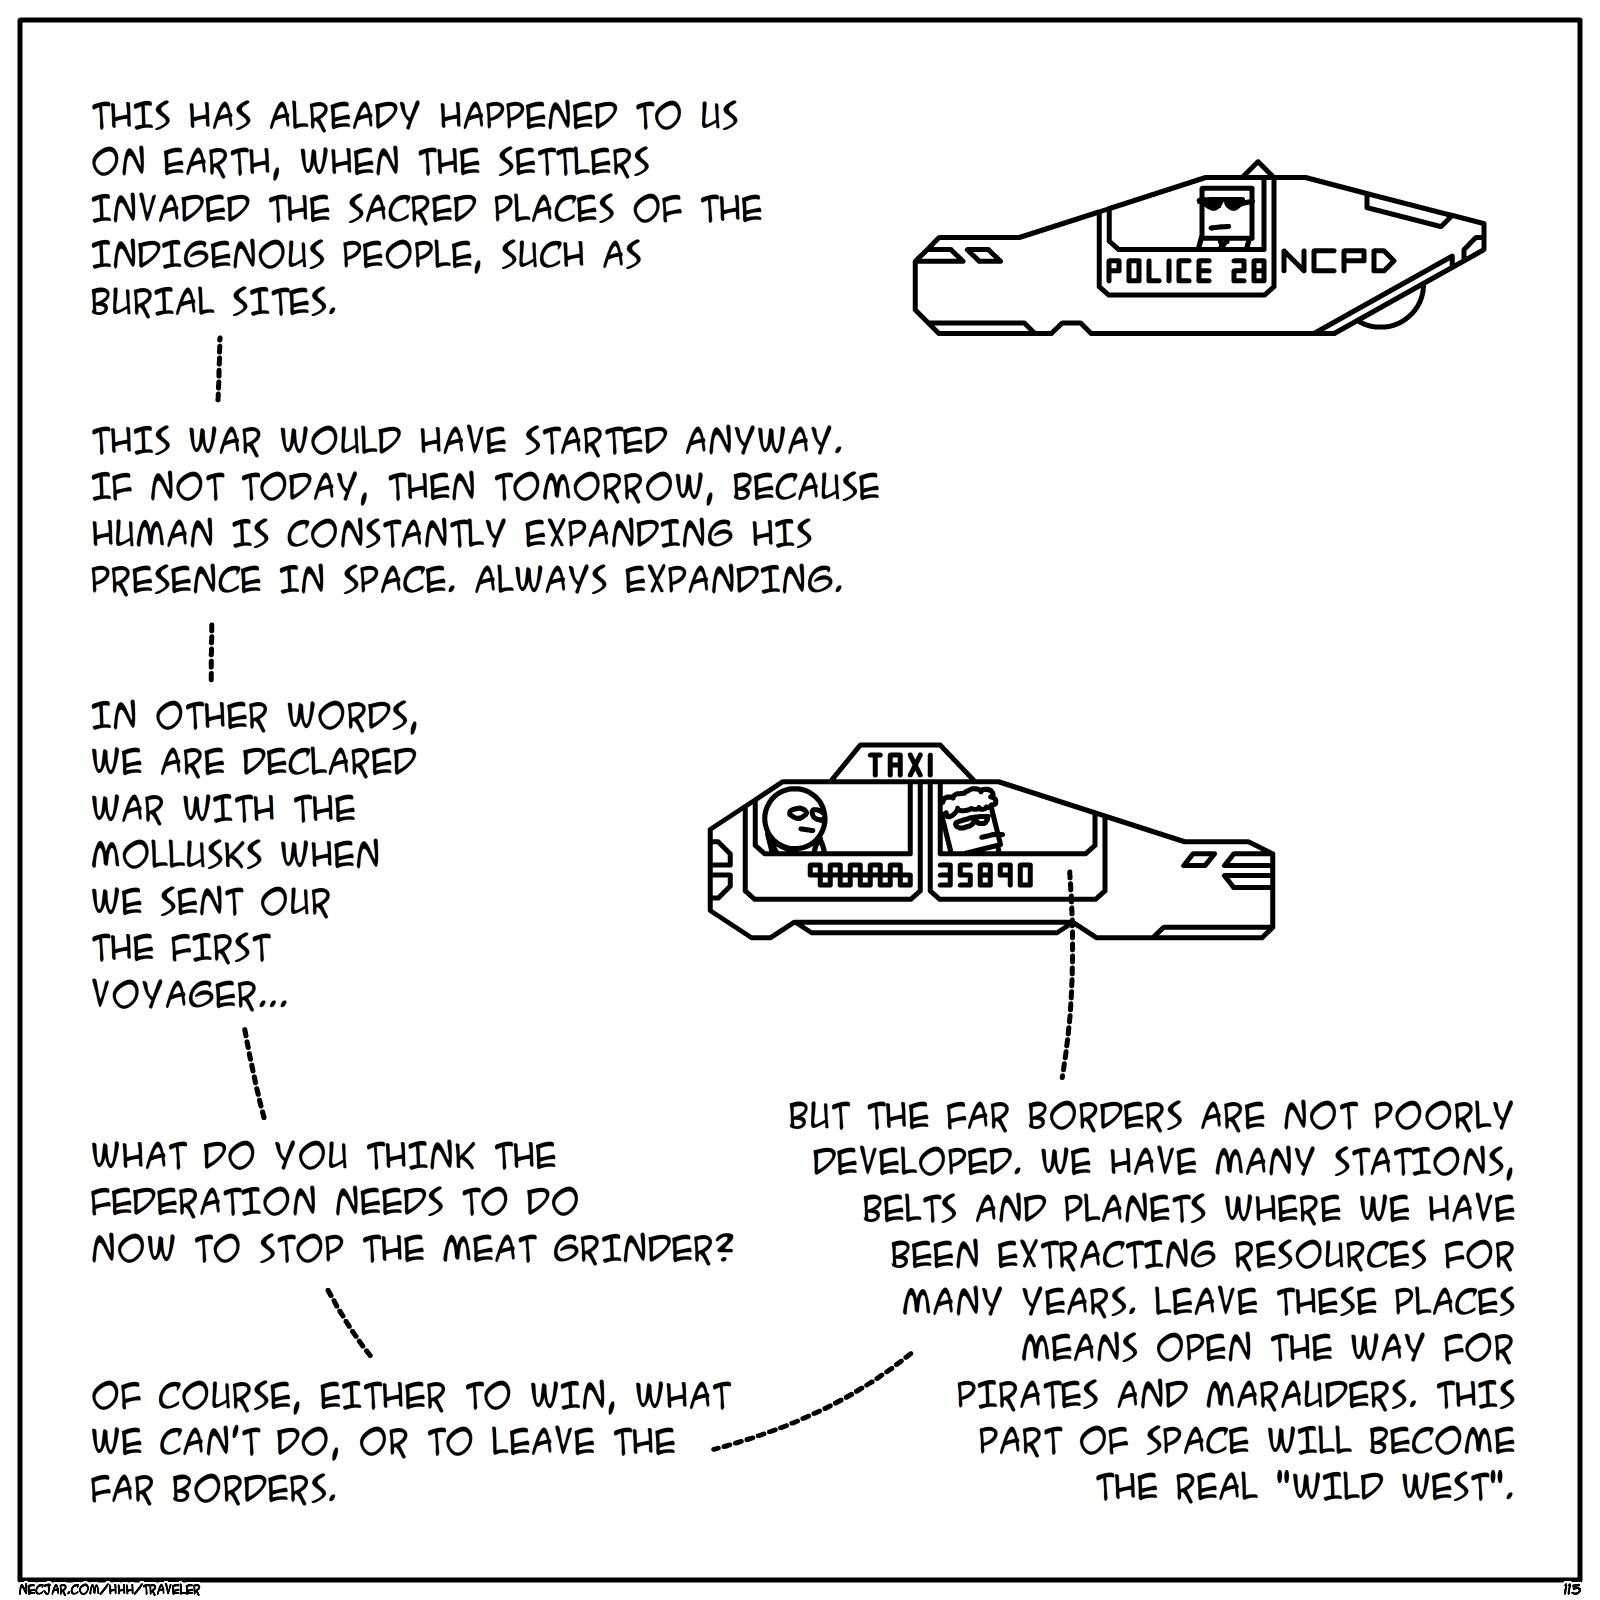 THIS HAS ALREADY HAPPENED TO US
ON EARTH, WHEN THE SETTLERS
INVADED THE SACRED PLACES OF THE
INDIGENOUS PEOPLE, SUCH AS
BURIAL SITES.
POLICE 28
NCPD
THIS WAR WOULD HAVE STARTED ANYWAY.
IF NOT TODAY, THEN TOMORROW, BECAUSE
HUMAN IS CONSTANTLY EXPANDING HIS
PRESENCE IN SPACE. ALWAYS EXPANDING.
IN OTHER WORDS,
WE ARE DECLARED
WAR WITH THE
MOLLUSKS WHEN
WE SENT OUR
THE FIRST
VOYAGER...
TAXI
35890
WHAT DO YOU THINK THE
FEDERATION NEEDS TO DO
NOW TO STOP THE MEAT GRINDER?
OF COURSE, EITHER TO WIN, WHAT
WE CAN'T DO, OR TO LEAVE THE
FAR BORDERS.
BUT THE FAR BORDERS ARE NOT POORLY
DEVELOPED. WE HAVE MANY STATIONS,
BELTS AND PLANETS WHERE WE HAVE
BEEN EXTRACTING RESOURCES FOR
MANY YEARS. LEAVE THESE PLACES
MEANS OPEN THE WAY FOR
PIRATES AND MARAUDERS. THIS
PART OF SPACE WILL BECOME
THE REAL "WILD WEST".
NECJAR.COM/HHH/TRAVELER
115